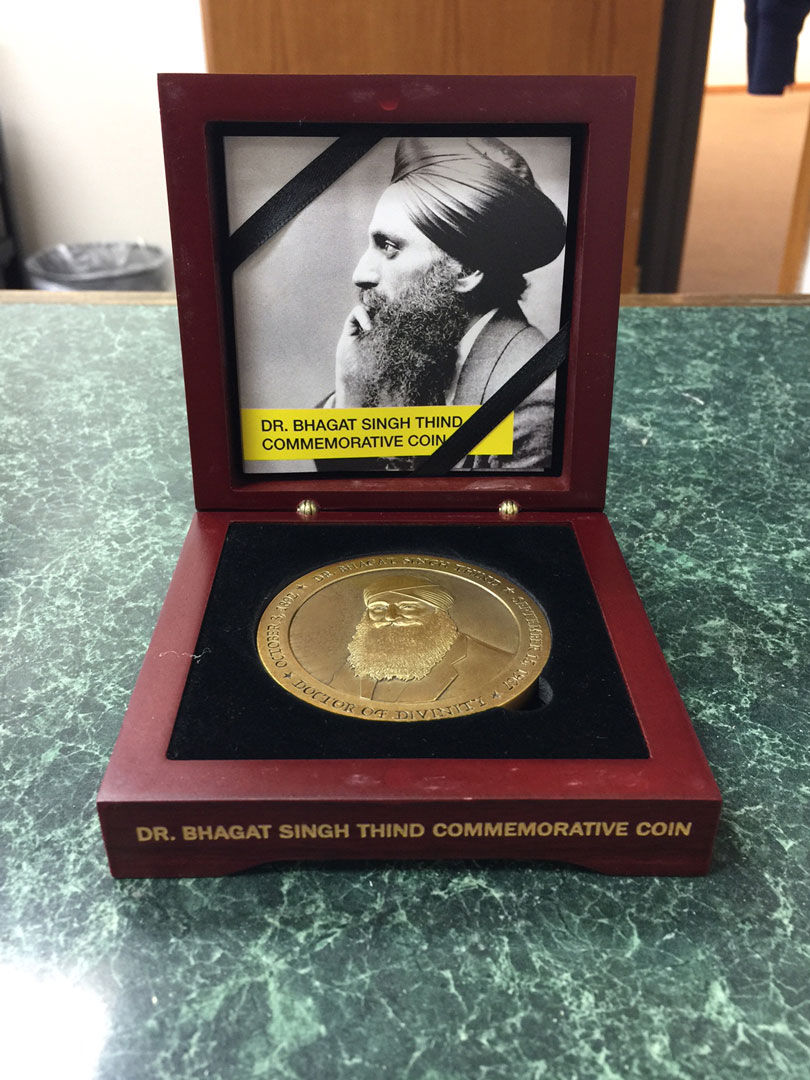 DR. BHAGAT SINGH THIND
COMMEMORATIVE COIN
DR. BHAGAT SINGH THIND ★ SEPTEMBER 15, 1967 ★ DOCTOR OF DIVINITY ★ OCTOBER 3, 1892 ★
DR. BHAGAT SINGH THIND COMMEMORATIVE COIN